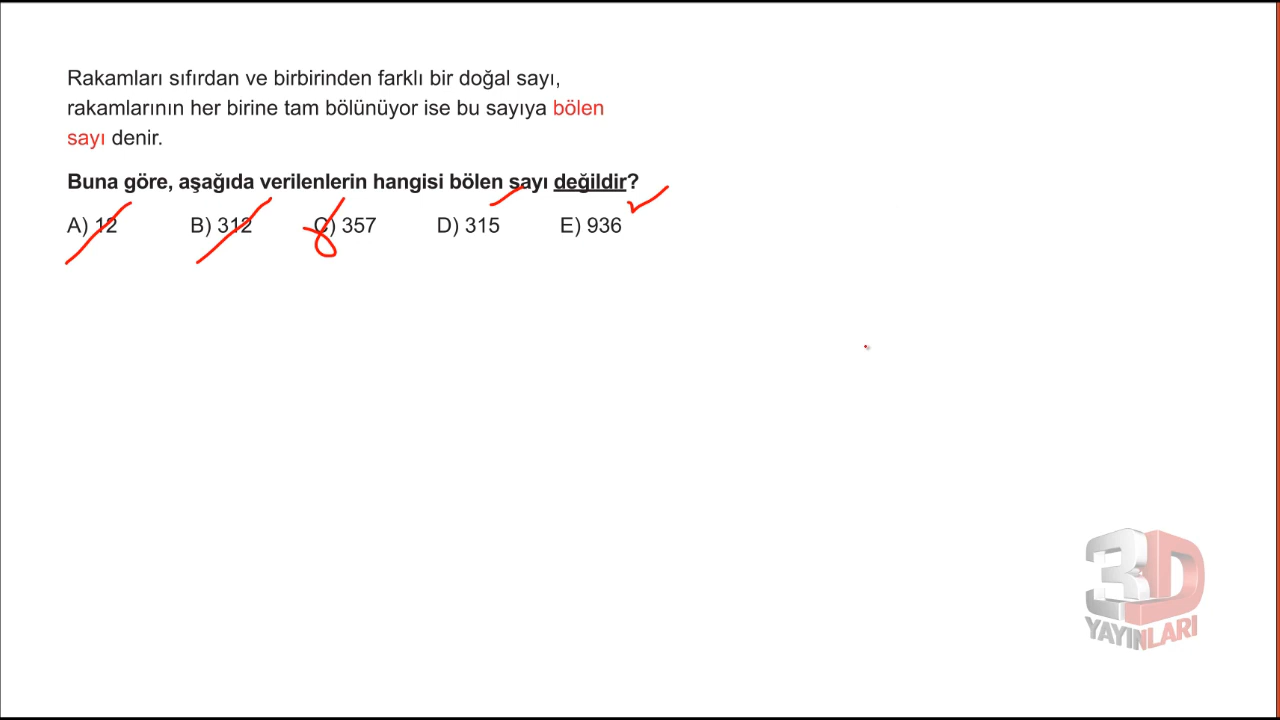 Rakamları sıfırdan ve birbirinden farklı bir doğal sayı,
rakamlarının her birine tam bölünüyor ise bu sayıya bölen
sayı denir.
Buna göre, aşağıda verilenlerin hangisi bölen sayı değildir?
A) 12 B) 312 C) 357 D) 315 E) 936
3D
YAYINLARI